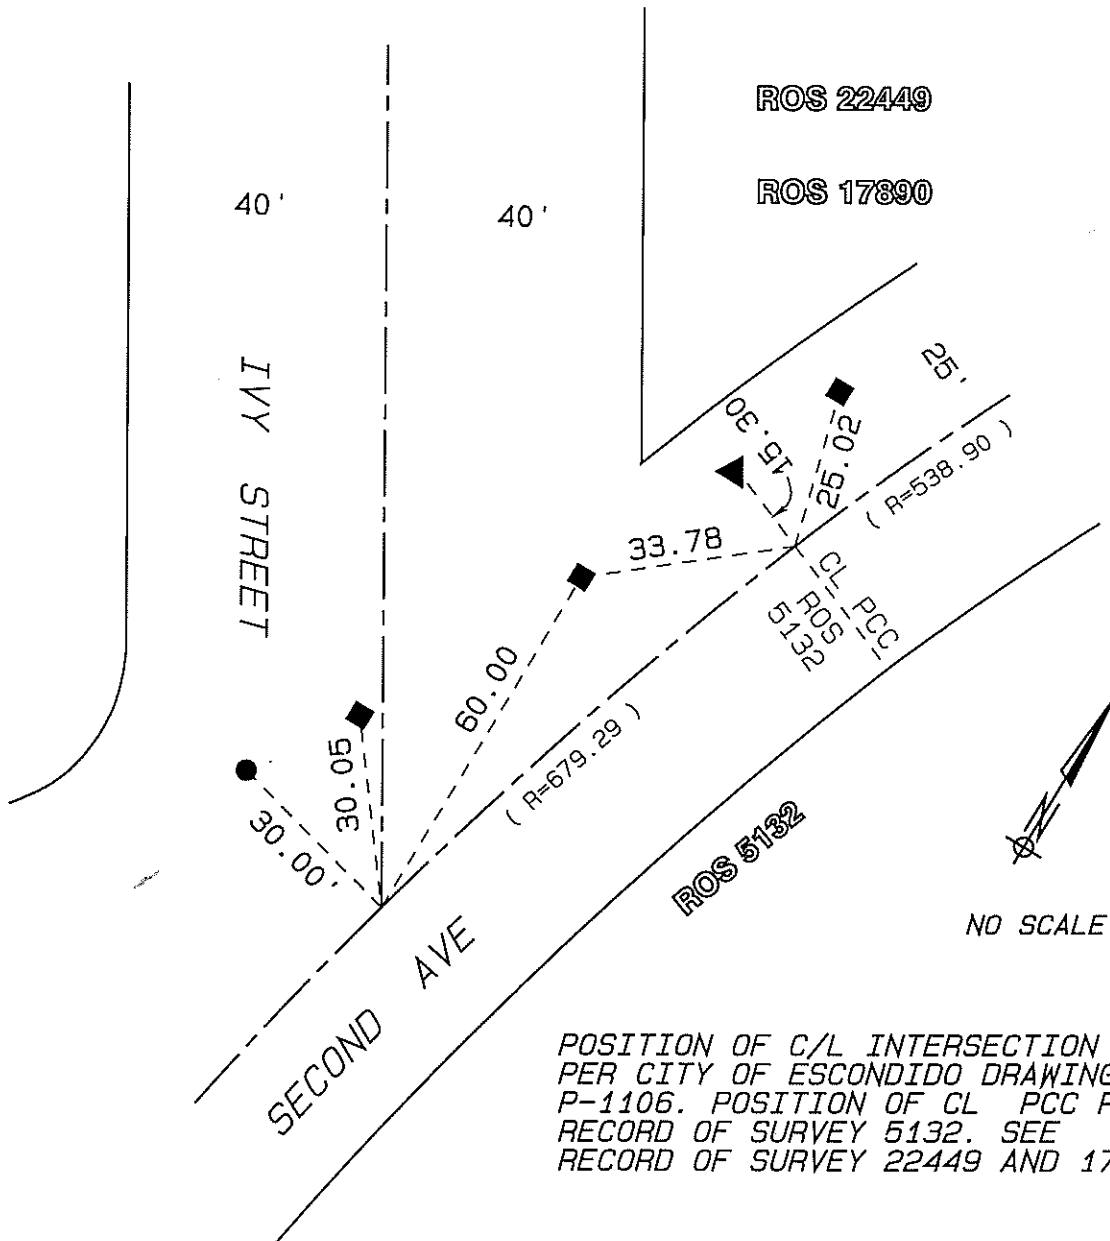 ROS 22449
ROS 17890
40'
40'
IVY STREET
25'
15.30
25.02
( R=538.90 )
33.78
CL PCC
ROS
5132
60.00
30.05
30.00'
( R=679.29 )
ROS 5132
SECOND AVE
N
NO SCALE
POSITION OF C/L INTERSECTION
PER CITY OF ESCONDIDO DRAWING
P-1106. POSITION OF CL PCC P
RECORD OF SURVEY 5132. SEE
RECORD OF SURVEY 22449 AND 17